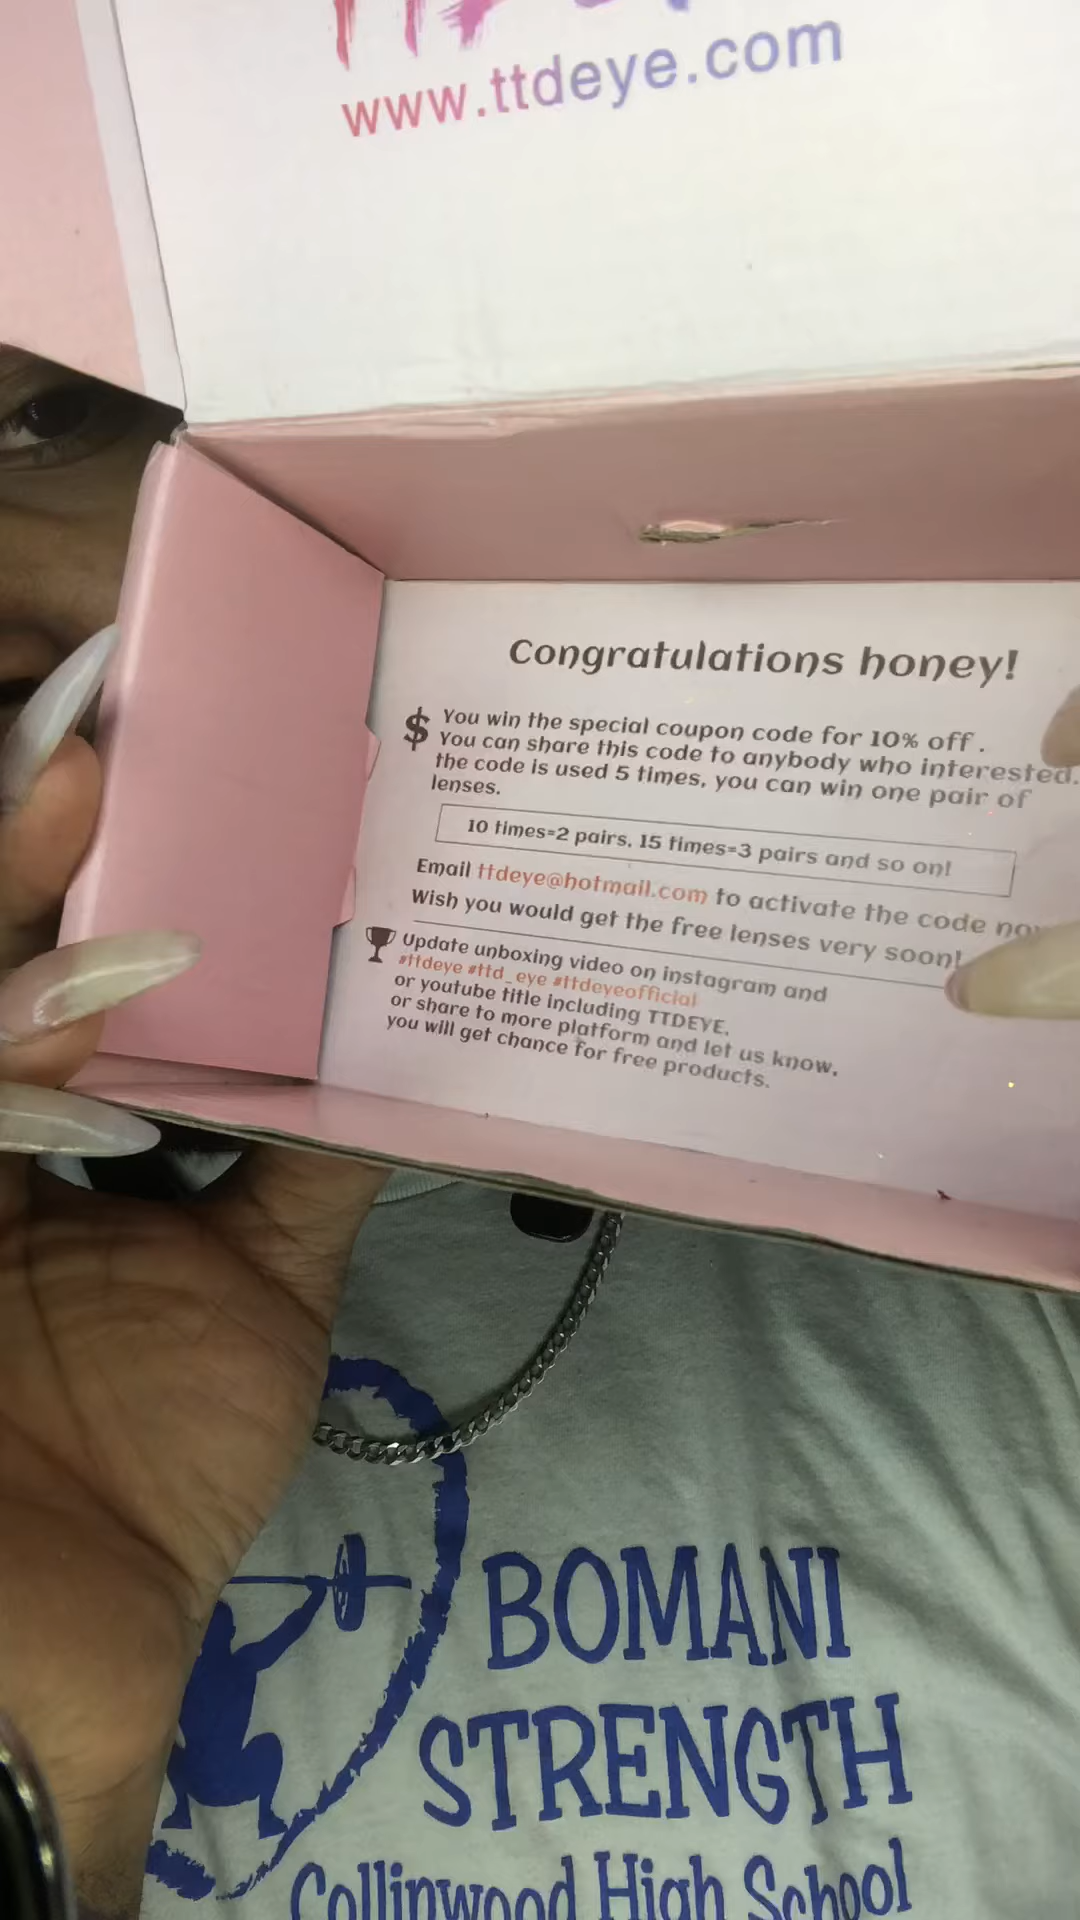 www.ttdeye.com
Congratulations honey!
$ You win the special coupon code for 10% off.
You can share this code to anybody who interested.
the code is used 5 times, you can win one pair of
lenses.
10 times=2 pairs, 15 times=3 pairs and so on!
Email ttdeye@hotmail.com to activate the code
Wish you would get the free lenses very soon!
Update unboxing video on instagram and
#ttdeye #ttd_eye #ttdeyeofficial
or youtube title including TTDEYE,
or share to more platform and let us know,
you will get chance for free products.
BOMANI
STRENGTH
Collinwood High School